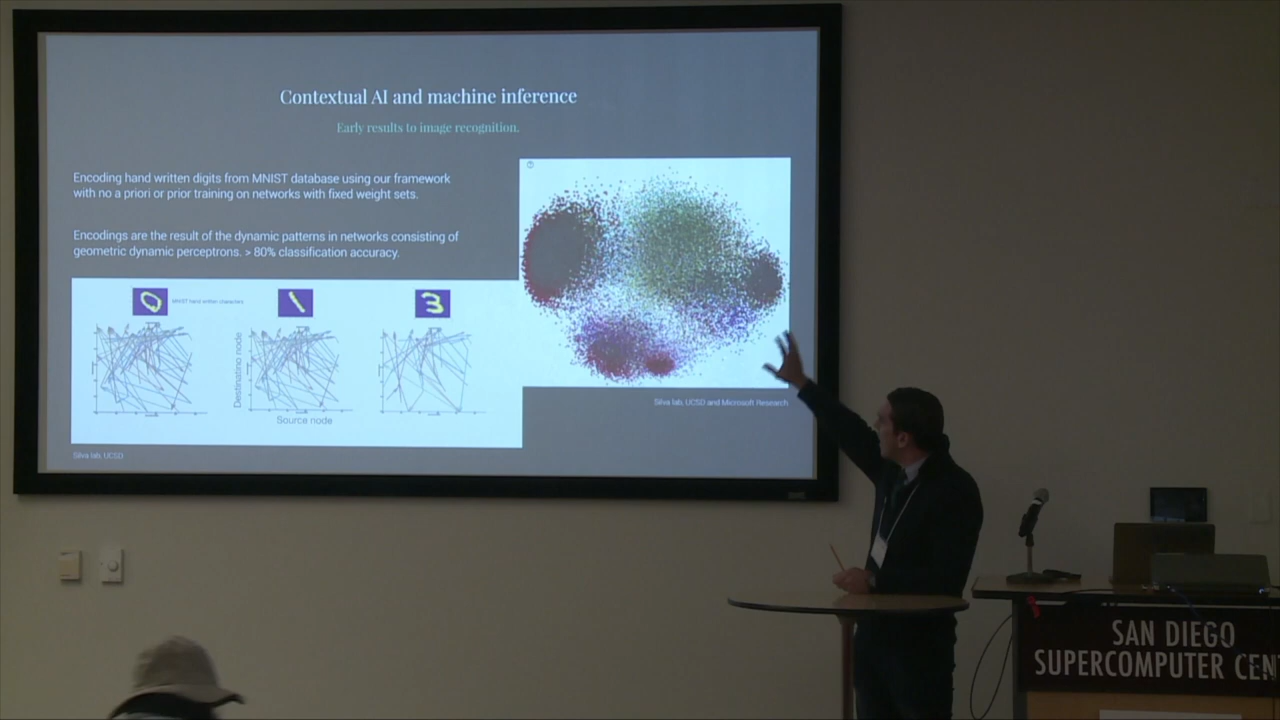 Contextual AI and machine inference
Early results to image recognition.
Encoding hand written digits from MNIST database using our framework
with no a priori or prior training on networks with fixed weight sets.
Encodings are the result of the dynamic patterns in networks consisting of
geometric dynamic perceptrons. > 80% classification accuracy.
MNIST hand written characters
Destination node
Source node
Silva lab, UCSD and Microsoft Research
Silva lab, UCSD
SAN DIEGO
SUPERCOMPUTER CEN